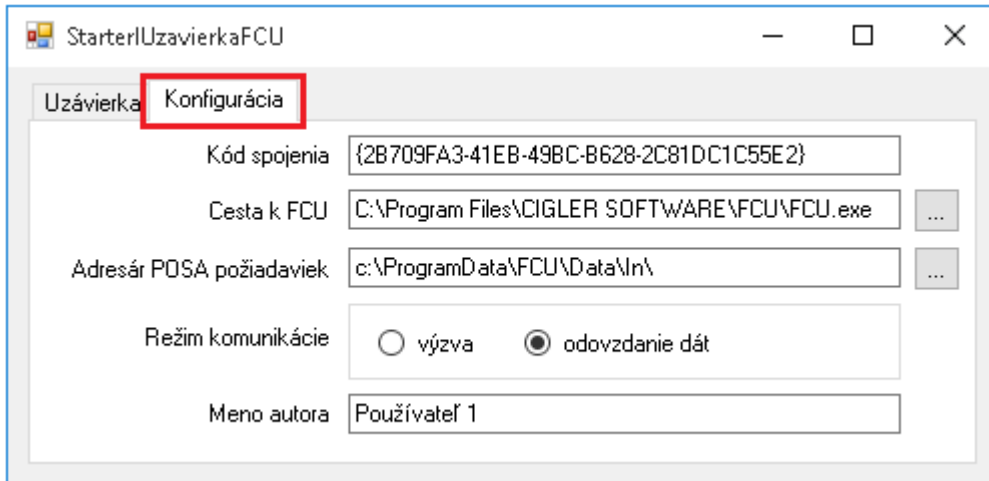 StarterIUzavierkaFCU
Uzávierka Konfigurácia
Kód spojenia {2B709FA3-41EB-49BC-B628-2C81DC1C55E2}
Cesta k FCU C:\Program Files\CIGLER SOFTWARE\FCU\FCU.exe ...
Adresár POSA požiadaviek c:\ProgramData\FCU\Data\In\ ...
Režim komunikácie výzva odovzdanie dát
Meno autora Používateľ 1